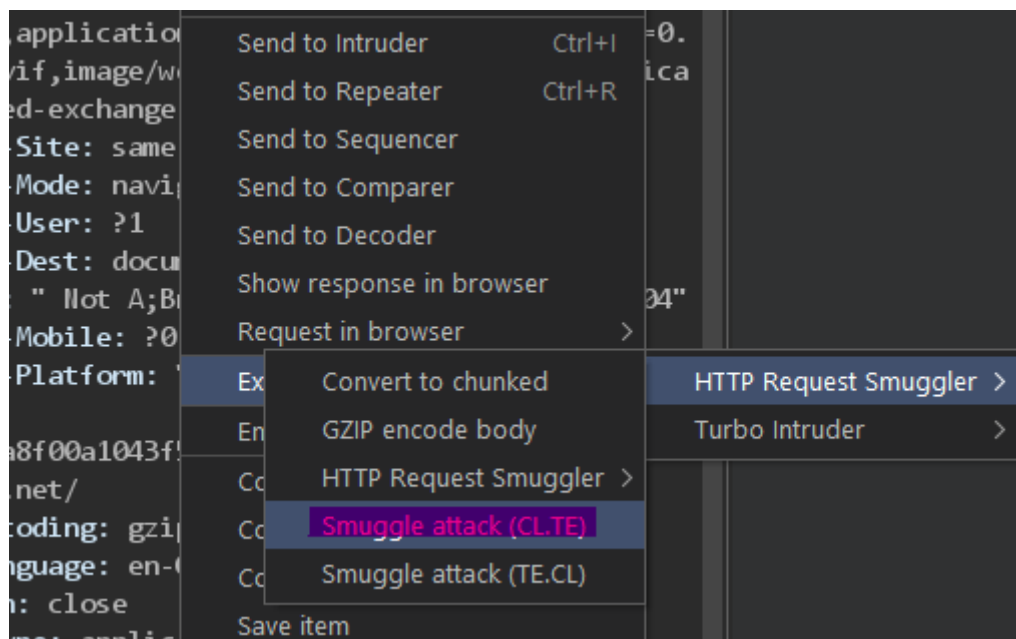 ,application
Send to Intruder Ctrl+I
=0.
vif,image/w
Send to Repeater Ctrl+R
ica
ed-exchange
Send to Sequencer
-Site: same
Send to Comparer
-Mode: navi
-User: ?1
Send to Decoder
-Dest: docu
Show response in browser
: " Not A;B
04"
-Mobile: ?0
Request in browser >
-Platform: "
Ex
Convert to chunked
HTTP Request Smuggler >
En
GZIP encode body
Turbo Intruder >
a8f00a1043f
Co
HTTP Request Smuggler >
.net/
coding: gzi
Co
Smuggle attack (CL.TE)
nguage: en-
Co
Smuggle attack (TE.CL)
n: close
Save item